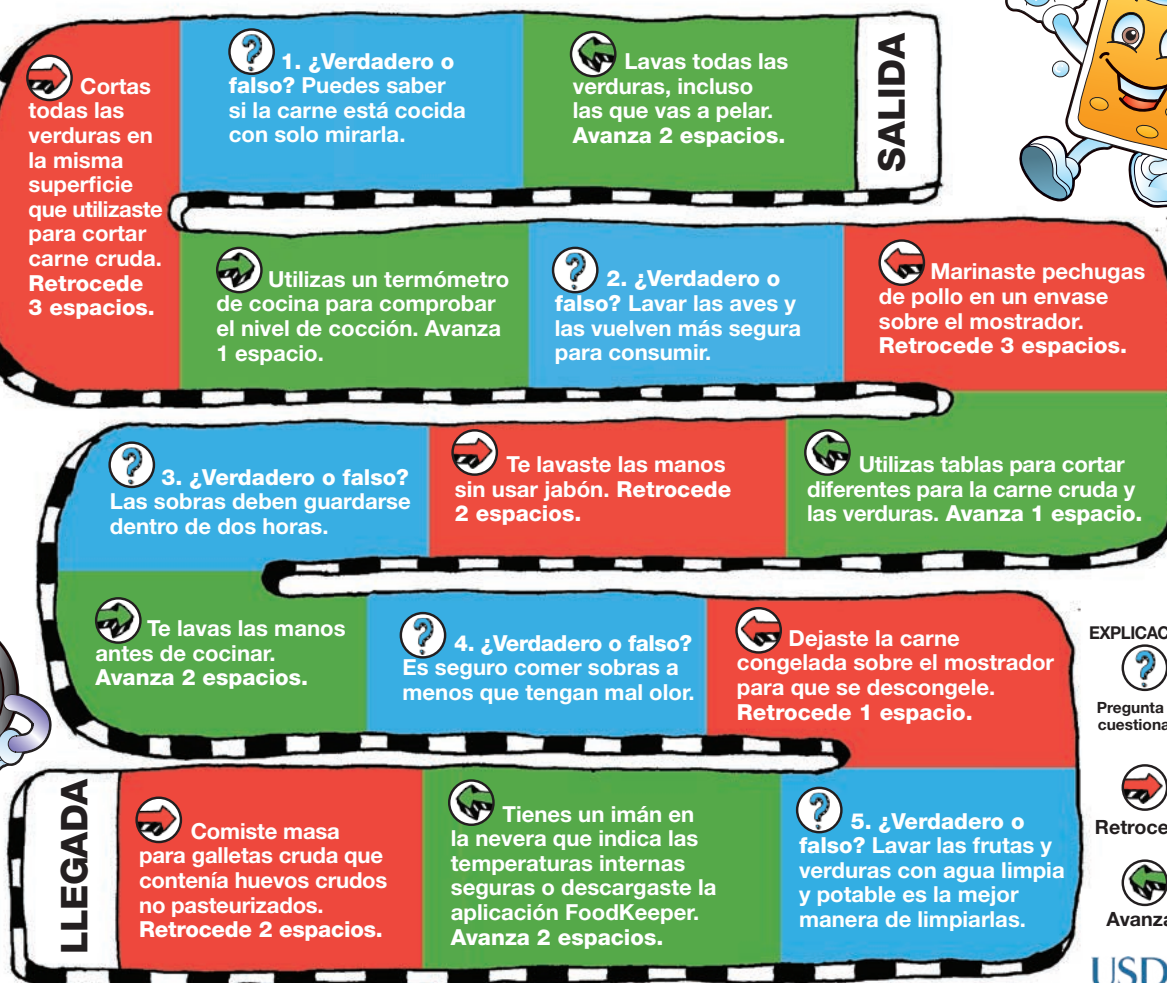 SALIDA
Lavas todas las
verduras, incluso
las que vas a pelar.
Avanza 2 espacios.
1. ¿Verdadero o
falso? Puedes saber
si la carne está cocida
con solo mirarla.
Cortas
todas las
verduras en
la misma
superficie
que utilizaste
para cortar
carne cruda.
Retrocede
3 espacios.
Utilizas un termómetro
de cocina para comprobar
el nivel de cocción. Avanza
1 espacio.
2. ¿Verdadero o
falso? Lavar las aves y
las vuelven más segura
para consumir.
Marinaste pechugas
de pollo en un envase
sobre el mostrador.
Retrocede 3 espacios.
Utilizas tablas para cortar
diferentes para la carne cruda y
las verduras. Avanza 1 espacio.
Te lavaste las manos
sin usar jabón. Retrocede
2 espacios.
3. ¿Verdadero o falso?
Las sobras deben guardarse
dentro de dos horas.
Te lavas las manos
antes de cocinar.
Avanza 2 espacios.
4. ¿Verdadero o falso?
Es seguro comer sobras a
menos que tengan mal olor.
Dejaste la carne
congelada sobre el mostrador
para que se descongele.
Retrocede 1 espacio.
5. ¿Verdadero o
falso? Lavar las frutas y
verduras con agua limpia
y potable es la mejor
manera de limpiarlas.
Tienes un imán en
la nevera que indica las
temperaturas internas
seguras o descargaste la
aplicación FoodKeeper.
Avanza 2 espacios.
Comiste masa
para galletas cruda que
contenía huevos crudos
no pasteurizados.
Retrocede 2 espacios.
LLEGADA
Pregunta
Avanza